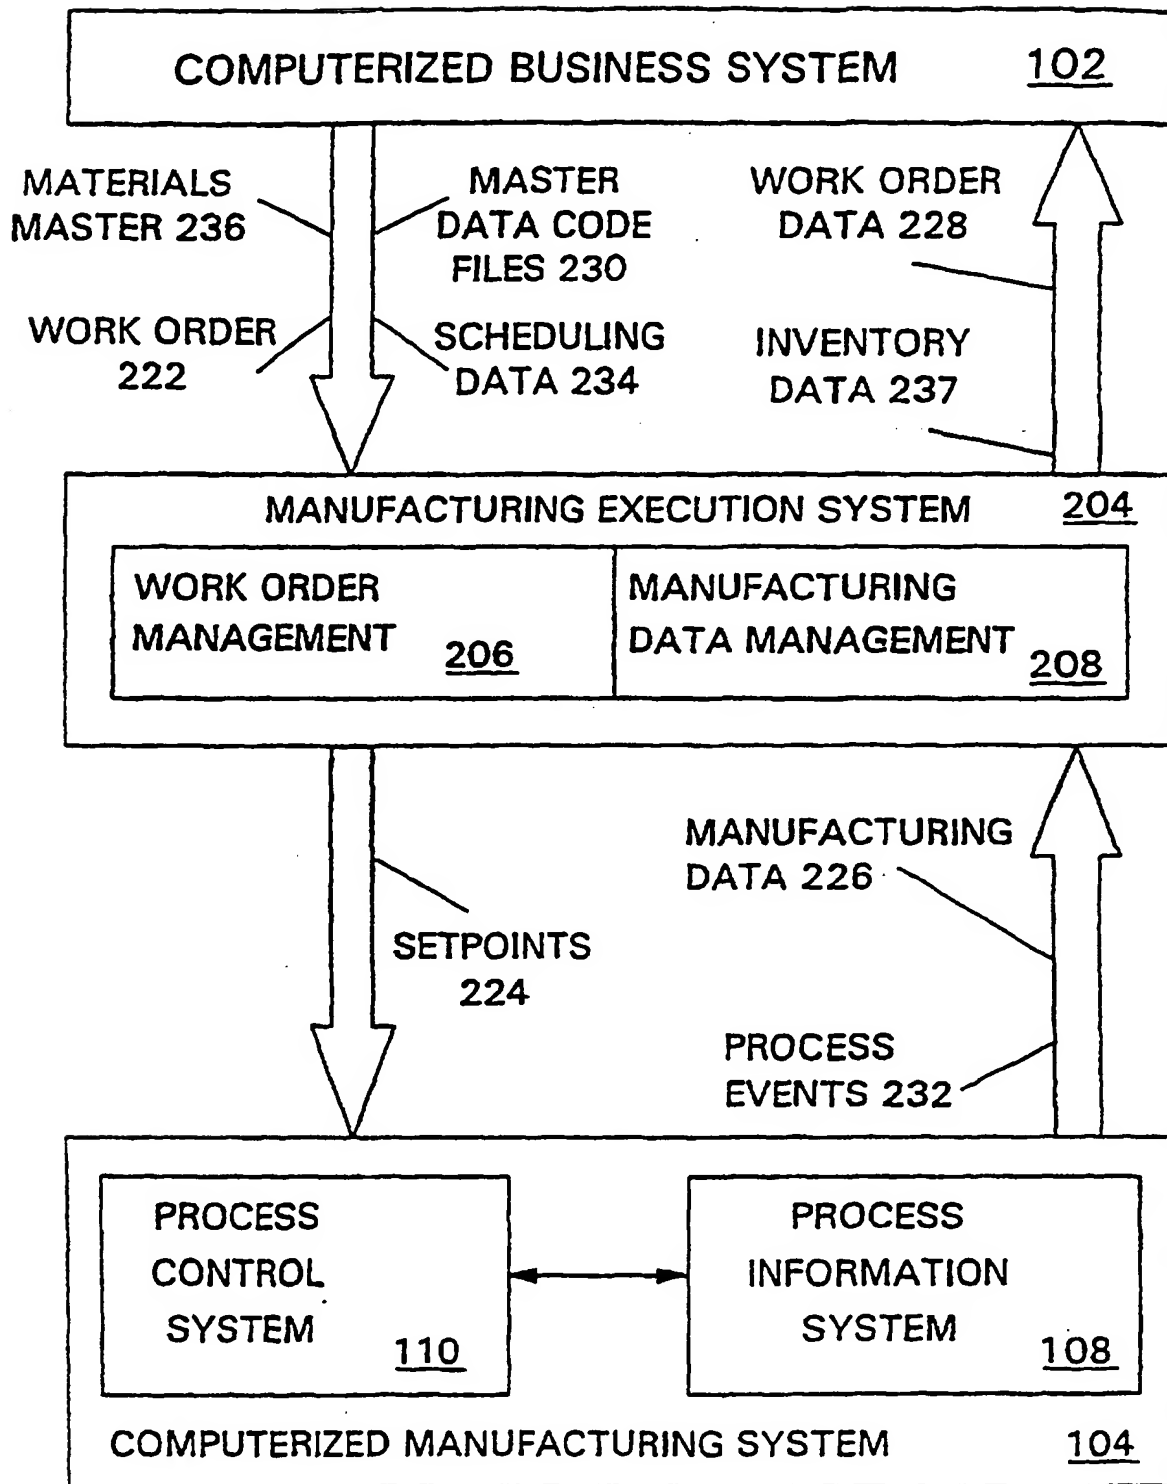 COMPUTERIZED BUSINESS SYSTEM 102
MATERIALS
MASTER 236
MASTER
DATA CODE
FILES 230
WORK ORDER
DATA 228
WORK ORDER
222
SCHEDULING
DATA 234
INVENTORY
DATA 237
MANUFACTURING EXECUTION SYSTEM 204
WORK ORDER
MANAGEMENT 206
MANUFACTURING
DATA MANAGEMENT 208
MANUFACTURING
DATA 226
SETPOINTS
224
PROCESS
EVENTS 232
PROCESS
CONTROL
SYSTEM 110
PROCESS
INFORMATION
SYSTEM 108
COMPUTERIZED MANUFACTURING SYSTEM 104